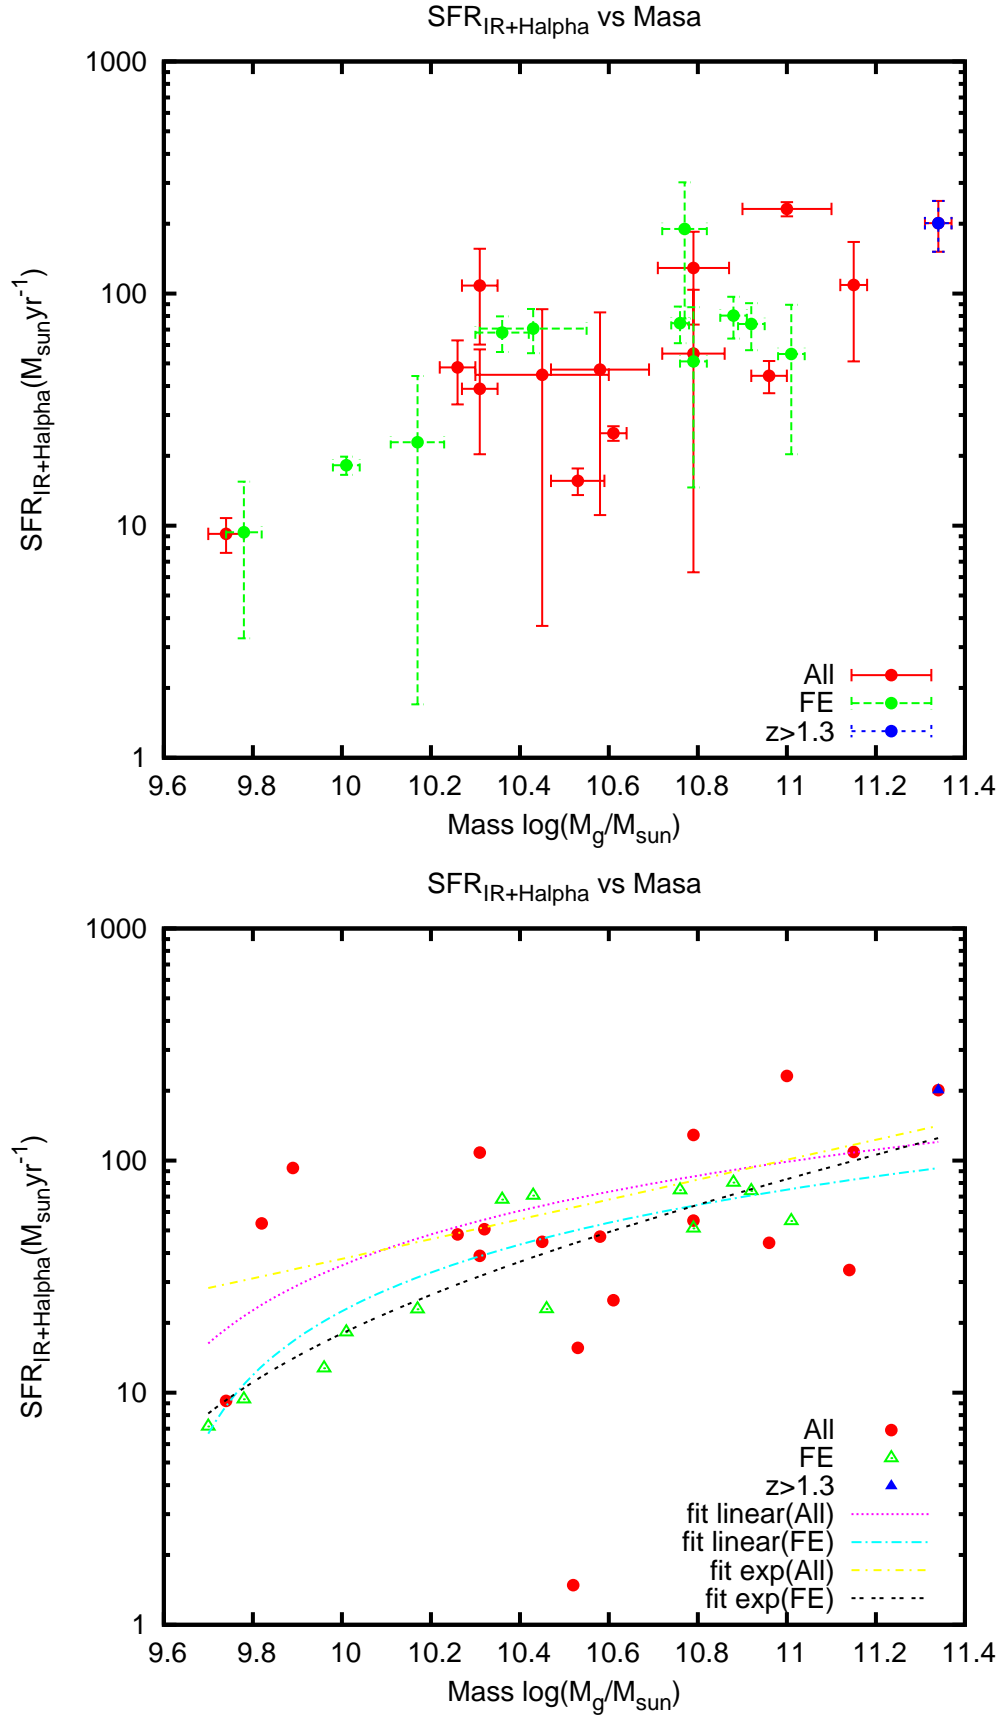 SFR_IR+Halpha vs Masa
1000
100
10
1
SFR_IR+Halpha(M_sun yr^-1)
All
FE
z>1.3
9.6 9.8 10 10.2 10.4 10.6 10.8 11 11.2 11.4
Mass log(M_g/M_sun)
SFR_IR+Halpha vs Masa
1000
100
10
1
SFR_IR+Halpha(M_sun yr^-1)
All
FE
z>1.3
fit linear(All)
fit linear(FE)
fit exp(All)
fit exp(FE)
9.6 9.8 10 10.2 10.4 10.6 10.8 11 11.2 11.4
Mass log(M_g/M_sun)